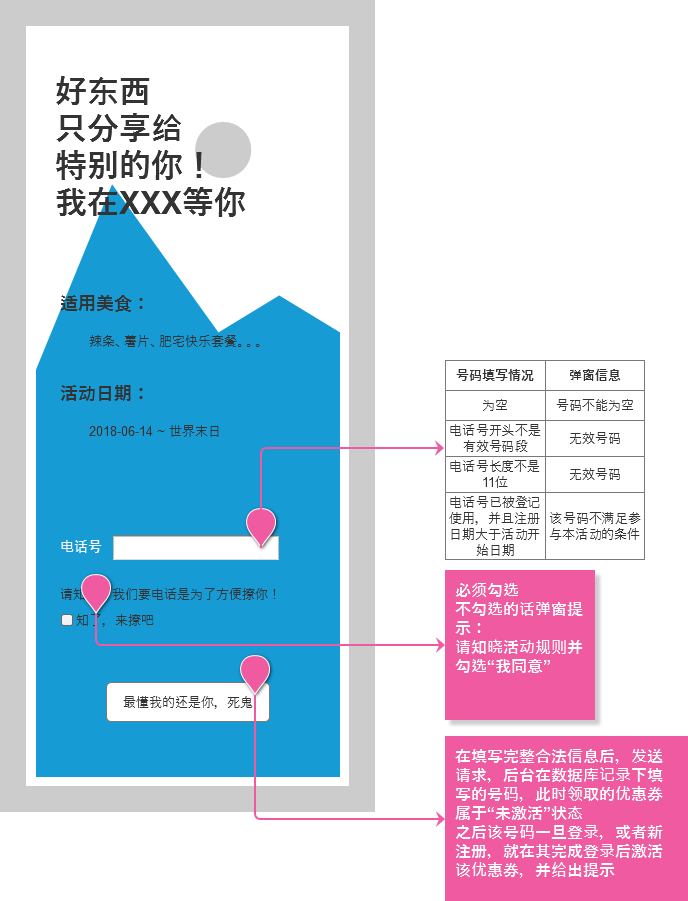 好东西
只分享给
特别的你！
我在XXX等你
适用美食：
辣条、薯片、肥宅快乐套餐。。。
活动日期：
2018-06-14 ~ 世界末日
电话号
请知 我们要电话是为了方便撩你！
知了，来撩吧
最懂我的还是你，死鬼
号码填写情况 弹窗信息
为空 号码不能为空
电话号开头不是
有效号码段
无效号码
电话号长度不是
11位
无效号码
电话号已被登记
使用，并且注册
日期大于活动开
始日期
该号码不满足参
与本活动的条件
必须勾选
不勾选的话弹窗提
示：
请知晓活动规则并
勾选“我同意”
在填写完整合法信息后，发送
请求，后台在数据库记录下填
写的号码，此时领取的优惠券
属于“未激活”状态
之后该号码一旦登录，或者新
注册，就在其完成登录后激活
该优惠券，并给出提示